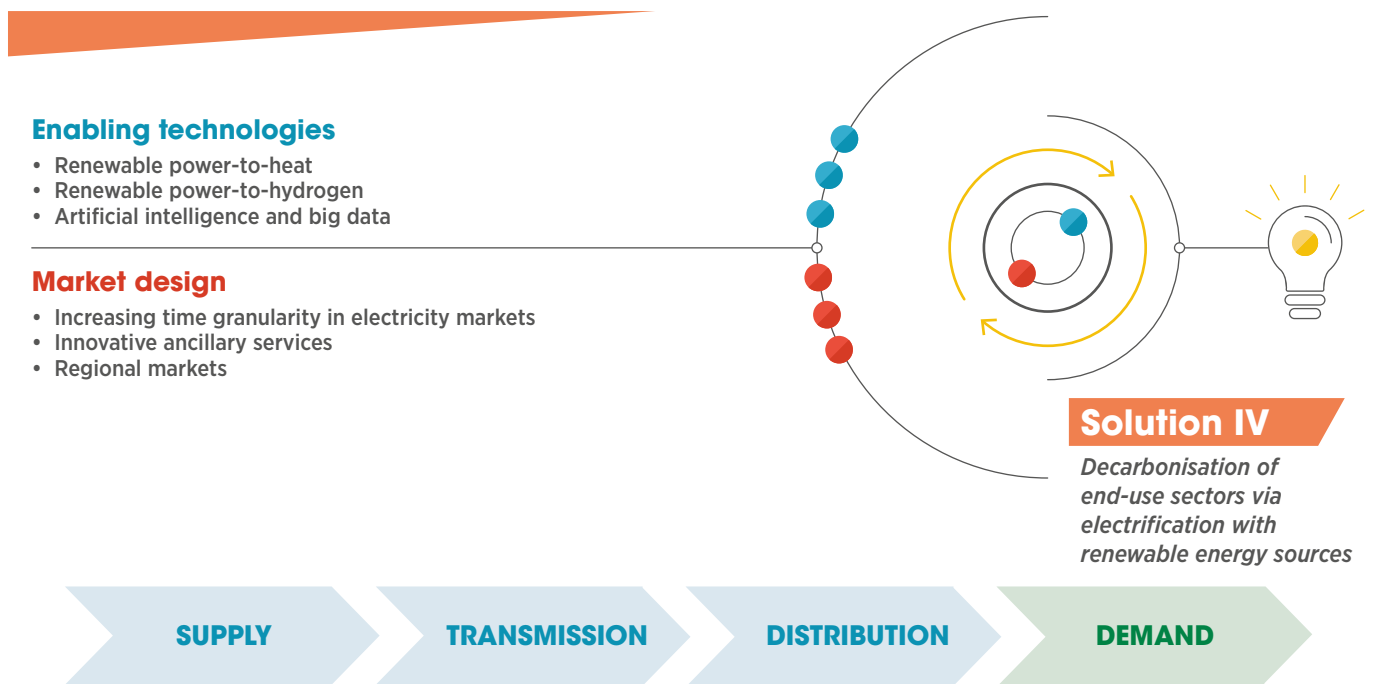 Enabling technologies
• Renewable power-to-heat
• Renewable power-to-hydrogen
• Artificial intelligence and big data
Market design
• Increasing time granularity in electricity markets
• Innovative ancillary services
• Regional markets
Solution IV
Decarbonisation of
end-use sectors via
electrification with
renewable energy sources
SUPPLY
TRANSMISSION
DISTRIBUTION
DEMAND